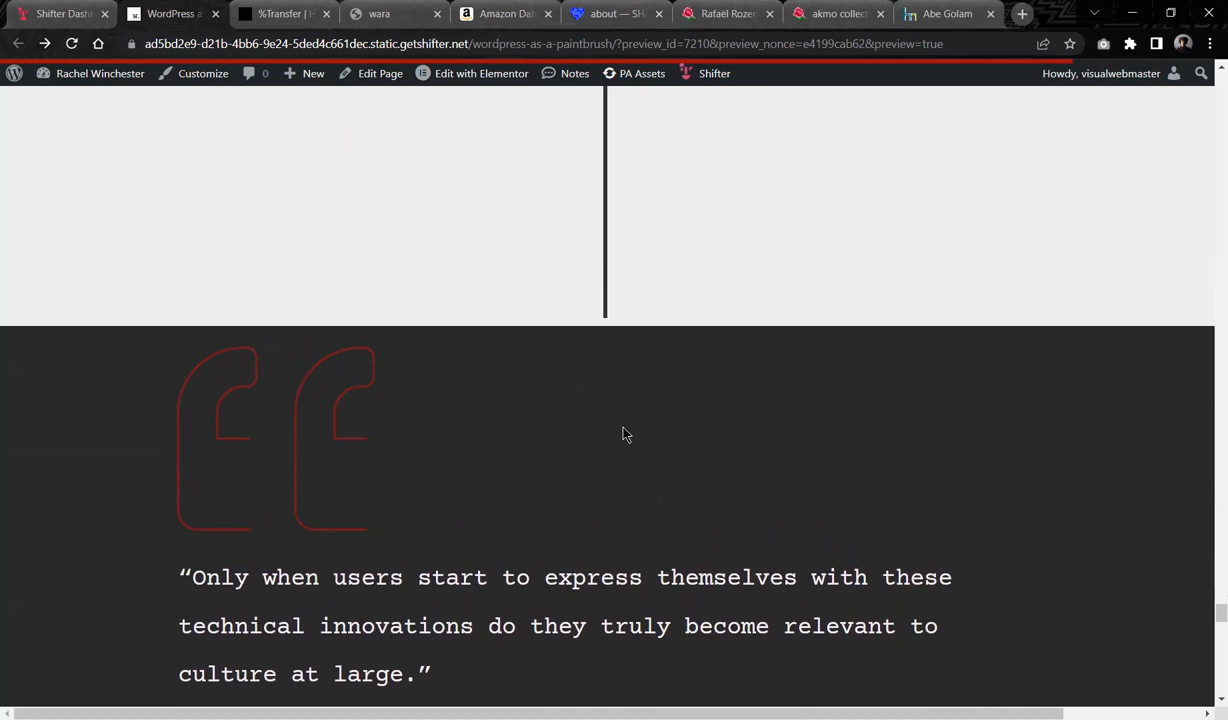 Shifter Dash
WordPress a
%Transfer | H
wara
Amazon Dat
about — SH
Rafaël Rozen
akmo collect
Abe Golam
ad5bd2e9-d21b-4bb6-9e24-5ded4c661dec.static.getshifter.net/wordpress-as-a-paintbrush/?preview_id=7210&preview_nonce=e4199cab62&preview=true
Rachel Winchester
Customize
0
New
Edit Page
Edit with Elementor
Notes
PA Assets
Shifter
Howdy, visualwebmaster
“Only when users start to express themselves with these
technical innovations do they truly become relevant to
culture at large.”